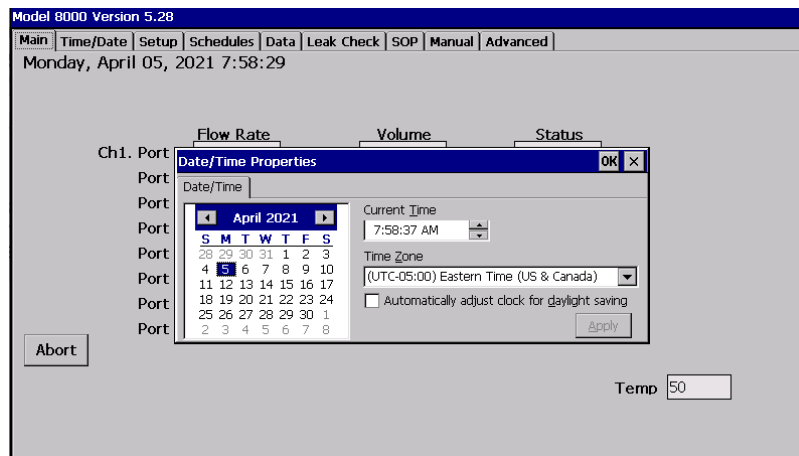 Model 8000 Version 5.28
Main Time/Date Setup Schedules Data Leak Check SOP Manual Advanced
Monday, April 05, 2021 7:58:29
Flow Rate Volume Status
Ch1. Port
Date/Time Properties OK ×
Port
Date/Time
Port
April 2021
Current Time
7:58:37 AM
Port
S M T W T F S
28 29 30 31 1 2 3
Time Zone
Port
4 5 6 7 8 9 10
(UTC-05:00) Eastern Time (US & Canada)
Port
11 12 13 14 15 16 17
Port
18 19 20 21 22 23 24
Automatically adjust clock for daylight saving
25 26 27 28 29 30 1
Port
2 3 4 5 6 7 8
Apply
Abort
Temp 50